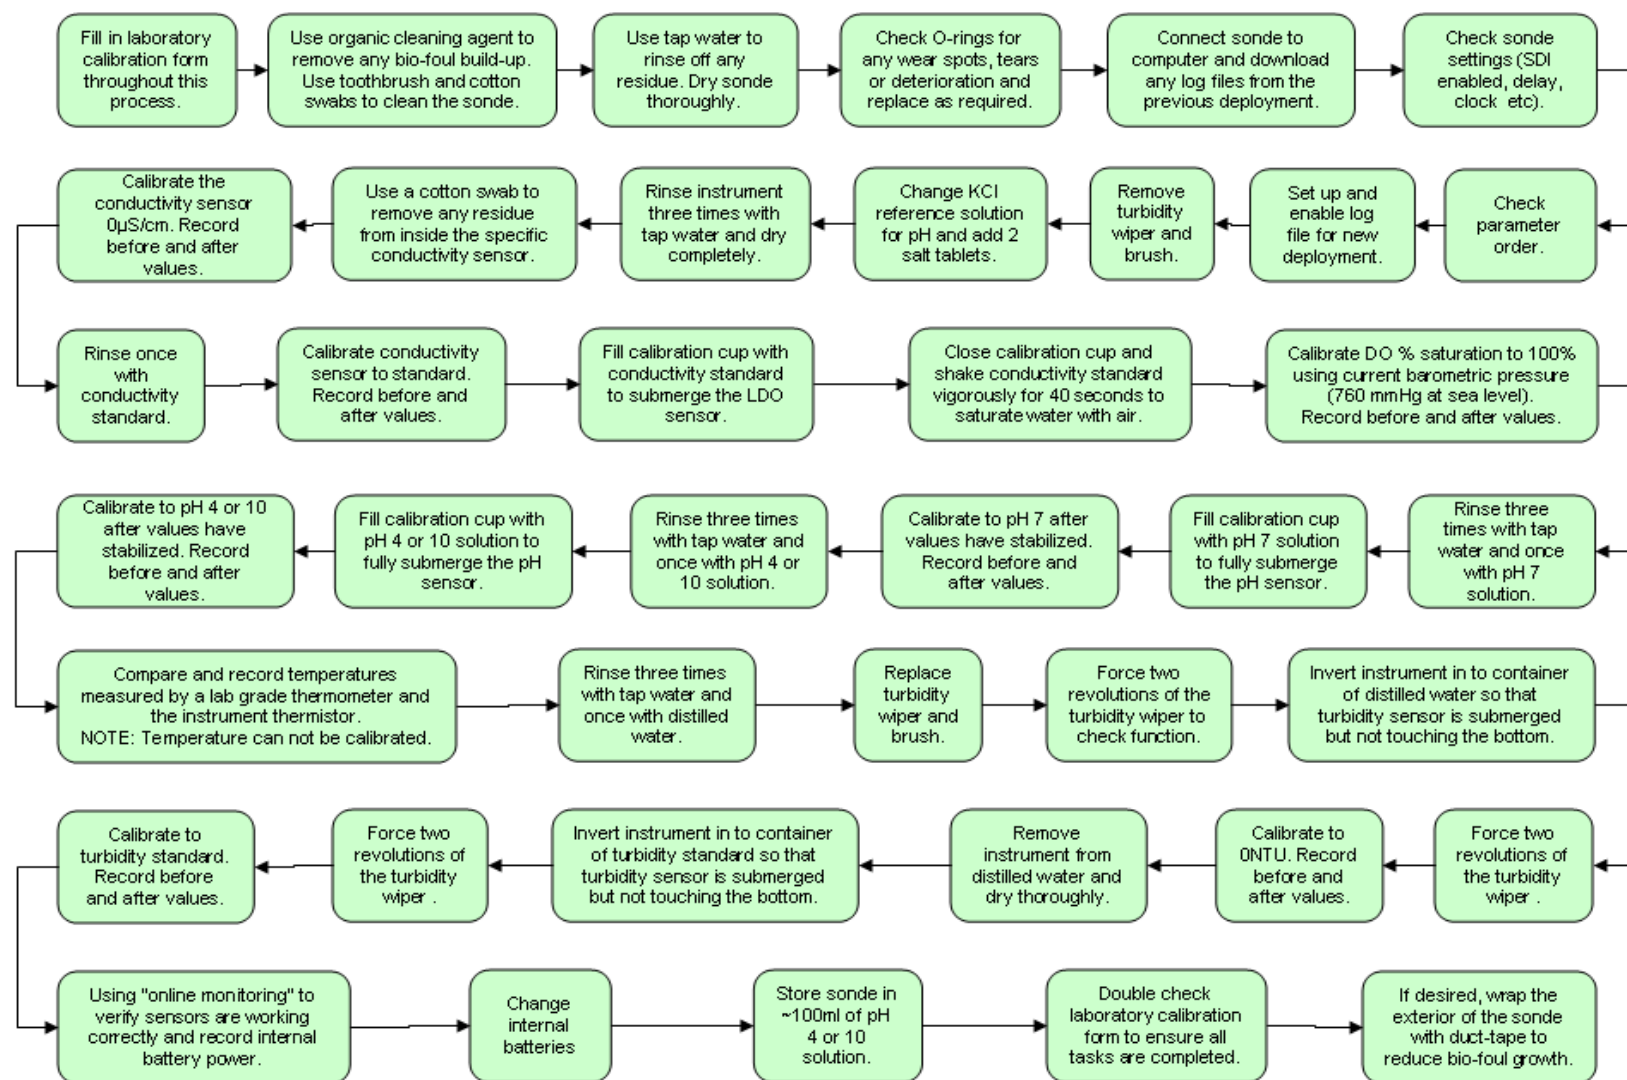 Fill in laboratory
calibration form
throughout this
process.
Use organic cleaning agent to
remove any bio-foul build-up.
Use toothbrush and cotton
swabs to clean the sonde.
Use tap water to
rinse off any
residue. Dry sonde
thoroughly.
Check O-rings for
any wear spots, tears
or deterioration and
replace as required.
Connect sonde to
computer and download
any log files from the
previous deployment.
Check sonde
settings (SDI
enabled, delay,
clock etc).
Check
parameter
order.
Set up and
enable log
file for new
deployment.
Remove
turbidity
wiper and
brush.
Change KCl
reference solution
for pH and add 2
salt tablets.
Rinse instrument
three times with
tap water and dry
completely.
Use a cotton swab to
remove any residue
from inside the specific
conductivity sensor.
Calibrate the
conductivity sensor
0µS/cm. Record
before and after
values.
Rinse once
with
conductivity
standard.
Calibrate conductivity
sensor to standard.
Record before and
after values.
Fill calibration cup with
conductivity standard
to submerge the LDO
sensor.
Close calibration cup and
shake conductivity standard
vigorously for 40 seconds to
saturate water with air.
Calibrate DO % saturation to 100%
using current barometric pressure
(760 mmHg at sea level).
Record before and after values.
Rinse three
times with tap
water and once
with pH 7
solution.
Fill calibration cup
with pH 7 solution
to fully submerge
the pH sensor.
Calibrate to pH 7 after
values have stabilized.
Record before and
after values.
Rinse three times
with tap water and
once with pH 4 or
10 solution.
Fill calibration cup with
pH 4 or 10 solution to
fully submerge the pH
sensor.
Calibrate to pH 4 or 10
after values have
stabilized. Record
before and after
values.
Compare and record temperatures
measured by a lab grade thermometer and
the instrument thermistor.
NOTE: Temperature can not be calibrated.
Rinse three times
with tap water and
once with distilled
water.
Replace
turbidity
wiper and
brush.
Force two
revolutions of the
turbidity wiper to
check function.
Invert instrument in to container
of distilled water so that
turbidity sensor is submerged
but not touching the bottom.
Force two
revolutions of
the turbidity
wiper .
Calibrate to
0NTU. Record
before and
after values.
Remove
instrument from
distilled water and
dry thoroughly.
Invert instrument in to container
of turbidity standard so that
turbidity sensor is submerged
but not touching the bottom.
Force two
revolutions of
the turbidity
wiper .
Calibrate to
turbidity standard.
Record before
and after values.
Using "online monitoring" to
verify sensors are working
correctly and record internal
battery power.
Change
internal
batteries
Store sonde in
~100ml of pH
4 or 10
solution.
Double check
laboratory calibration
form to ensure all
tasks are completed.
If desired, wrap the
exterior of the sonde
with duct-tape to
reduce bio-foul growth.